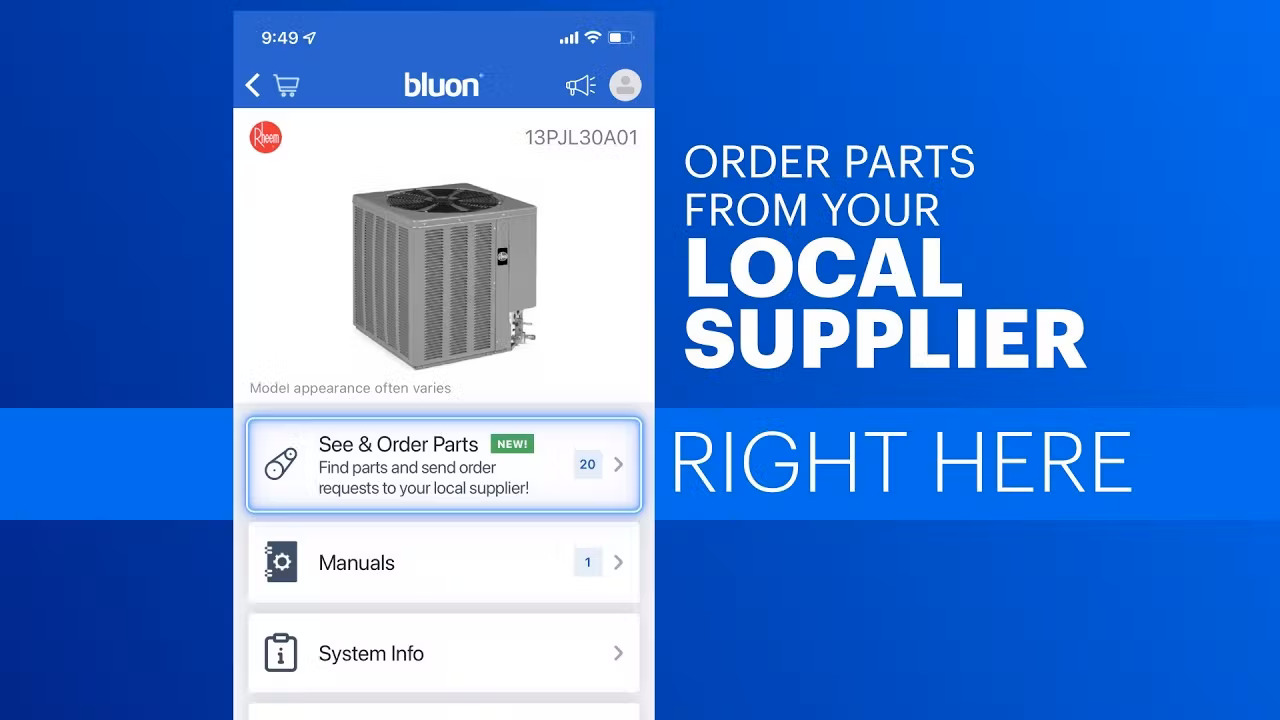 9:49
bluon
Rheem
13PJL30A01
Model appearance often varies
See & Order Parts NEW!
Find parts and send order
requests to your local supplier!
20
Manuals
1
System Info
ORDER PARTS
FROM YOUR
LOCAL
SUPPLIER
RIGHT HERE